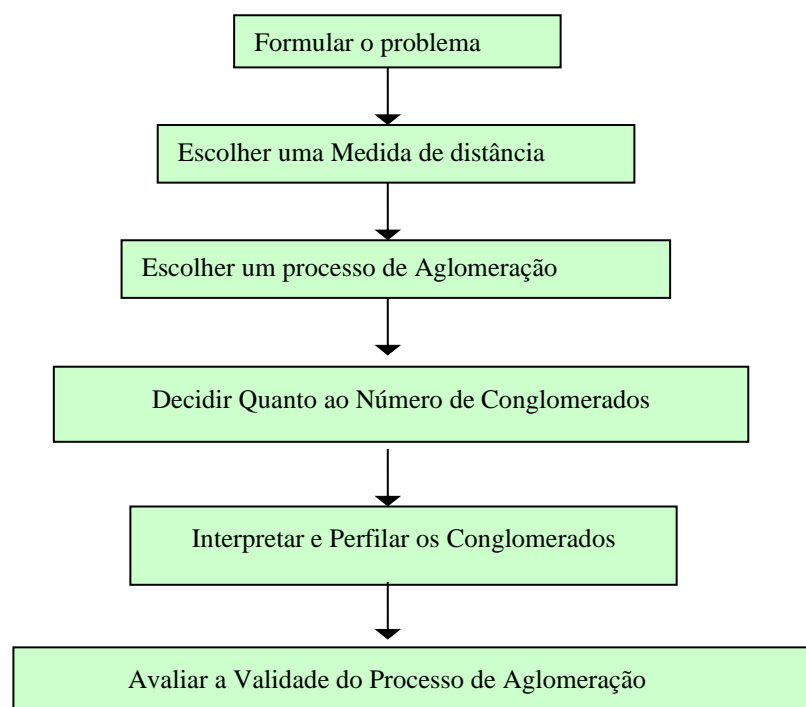 Formular o problema
Escolher uma Medida de distância
Escolher um processo de Aglomeração
Decidir Quanto ao Número de Conglomerados
Interpretar e Perfilar os Conglomerados
Avaliar a Validade do Processo de Aglomeração